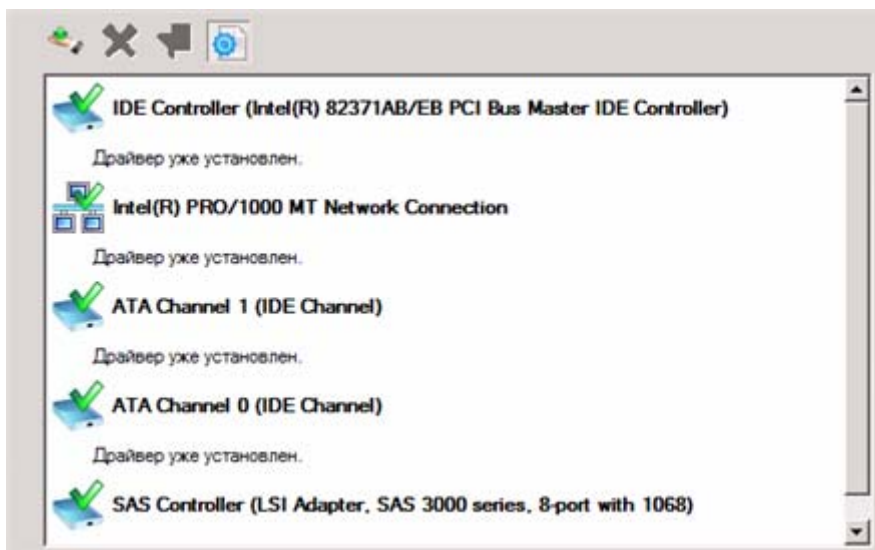 IDE Controller (Intel(R) 82371AB/EB PCI Bus Master IDE Controller)
Драйвер уже установлен.
Intel(R) PRO/1000 MT Network Connection
Драйвер уже установлен.
ATA Channel 1 (IDE Channel)
Драйвер уже установлен.
ATA Channel 0 (IDE Channel)
Драйвер уже установлен.
SAS Controller (LSI Adapter, SAS 3000 series, 8-port with 1068)